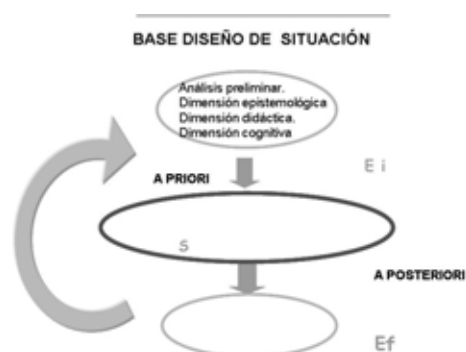 BASE DISEÑO DE SITUACIÓN
Análisis preliminar.
Dimensión epistemológica
Dimensión didáctica.
Dimensión cognitiva
E i
A PRIORI
S
A POSTERIORI
Ef